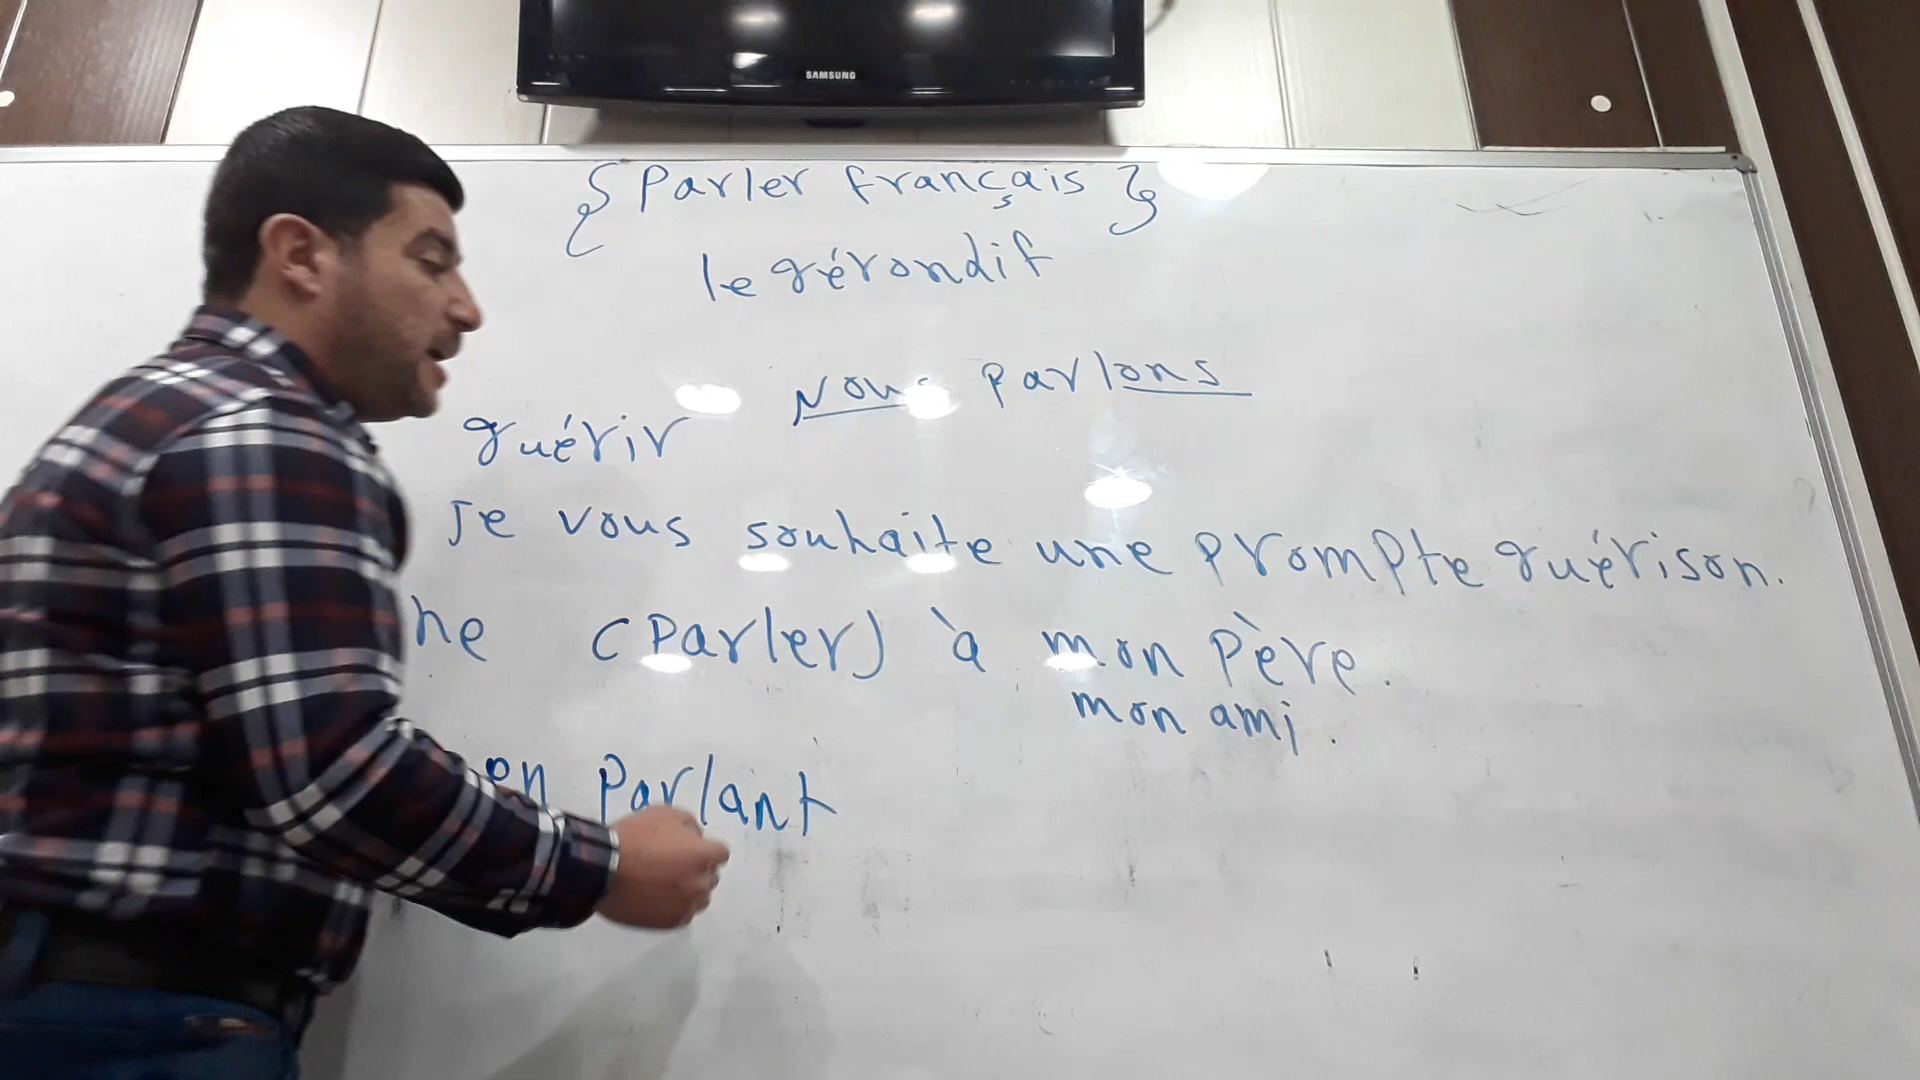 SAMSUNG
{ Parler français }
le gérondif
Nous parlons
guérir
Je vous souhaite une prompte guérison.
he (Parler) à mon père.
mon ami.
en Parlant